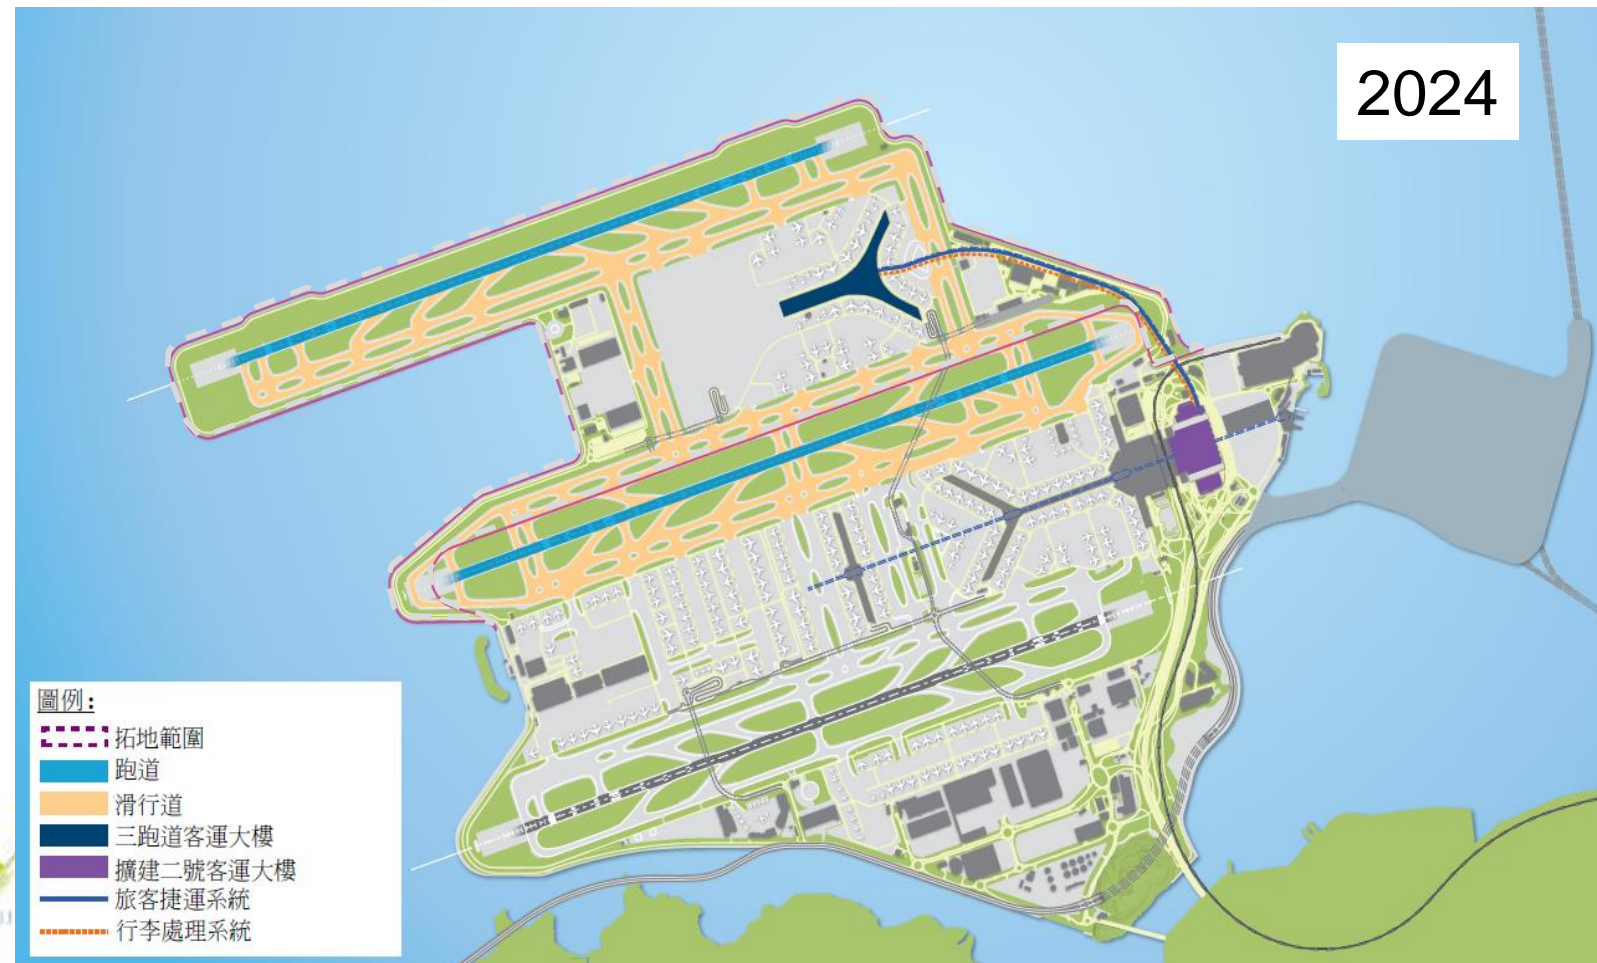 2024
圖例:
拓地範圍
跑道
滑行道
三跑道客運大樓
擴建二號客運大樓
旅客捷運系統
行李處理系統